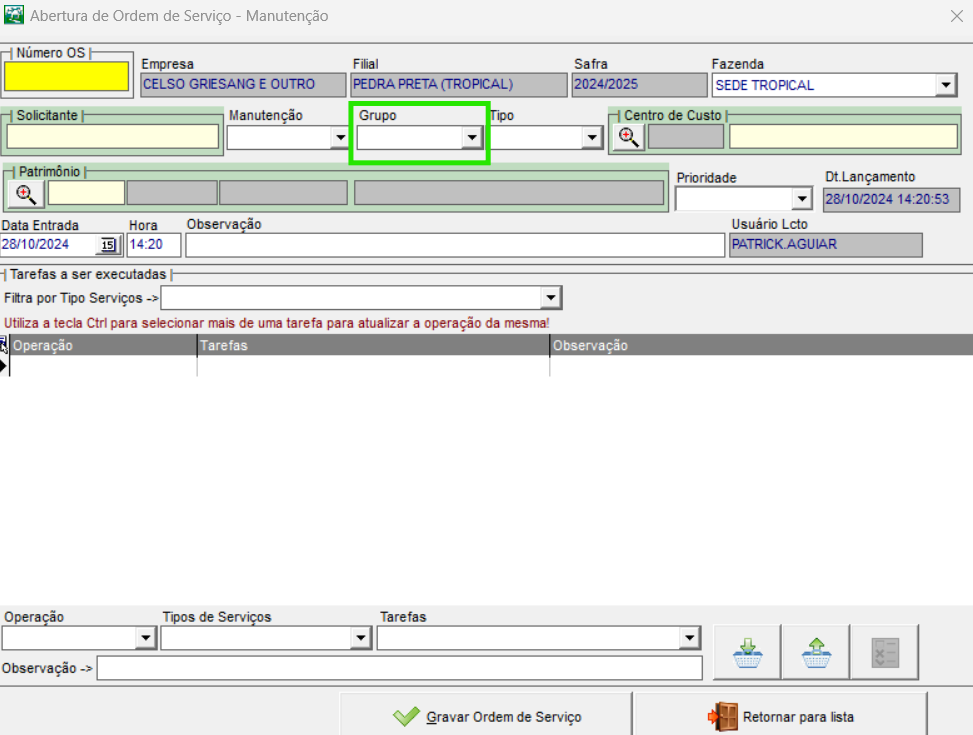 Abertura de Ordem de Serviço - Manutenção
Número OS
Empresa Filial Safra Fazenda
CELSO GRIESANG E OUTRO PEDRA PRETA (TROPICAL) 2024/2025 SEDE TROPICAL
Solicitante Manutenção Grupo Tipo Centro de Custo
Patrimônio Prioridade Dt.Lançamento
28/10/2024 14:20:53
Data Entrada Hora Observação Usuário Lcto
28/10/2024 15 14:20 PATRICK.AGUIAR
Tarefas a ser executadas
Filtra por Tipo Serviços ->
Utiliza a tecla Ctrl para selecionar mais de uma tarefa para atualizar a operação da mesma!
Operação Tarefas Observação
Operação Tipos de Serviços Tarefas
Observação ->
Gravar Ordem de Serviço Retornar para lista